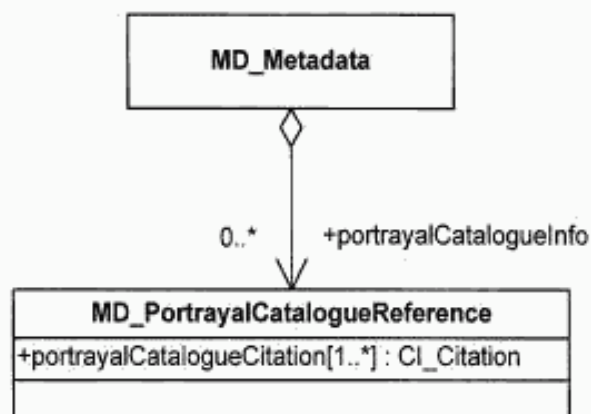 MD_Metadata
0..* +portrayalCatalogueInfo
MD_PortrayalCatalogueReference
+portrayalCatalogueCitation[1..*] : CI_Citation